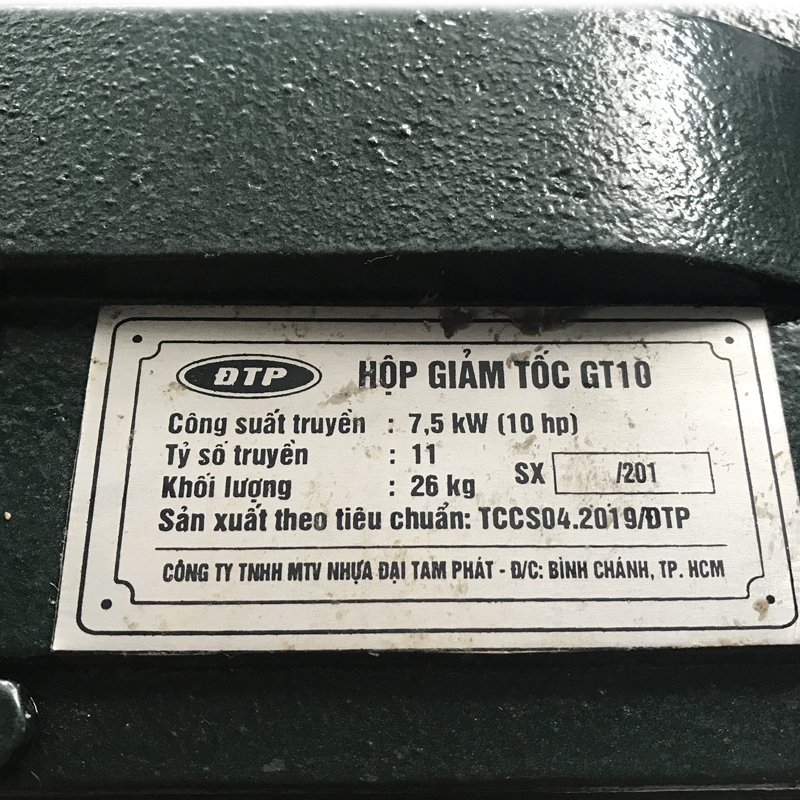 ĐTP HỘP GIẢM TỐC GT10
Công suất truyền : 7,5 kW (10 hp)
Tỷ số truyền : 11
Khối lượng : 26 kg SX /201
Sản xuất theo tiêu chuẩn: TCCS04.2019/ĐTP
CÔNG TY TNHH MTV NHỰA ĐẠI TAM PHÁT - Đ/C: BÌNH CHÁNH, TP. HCM